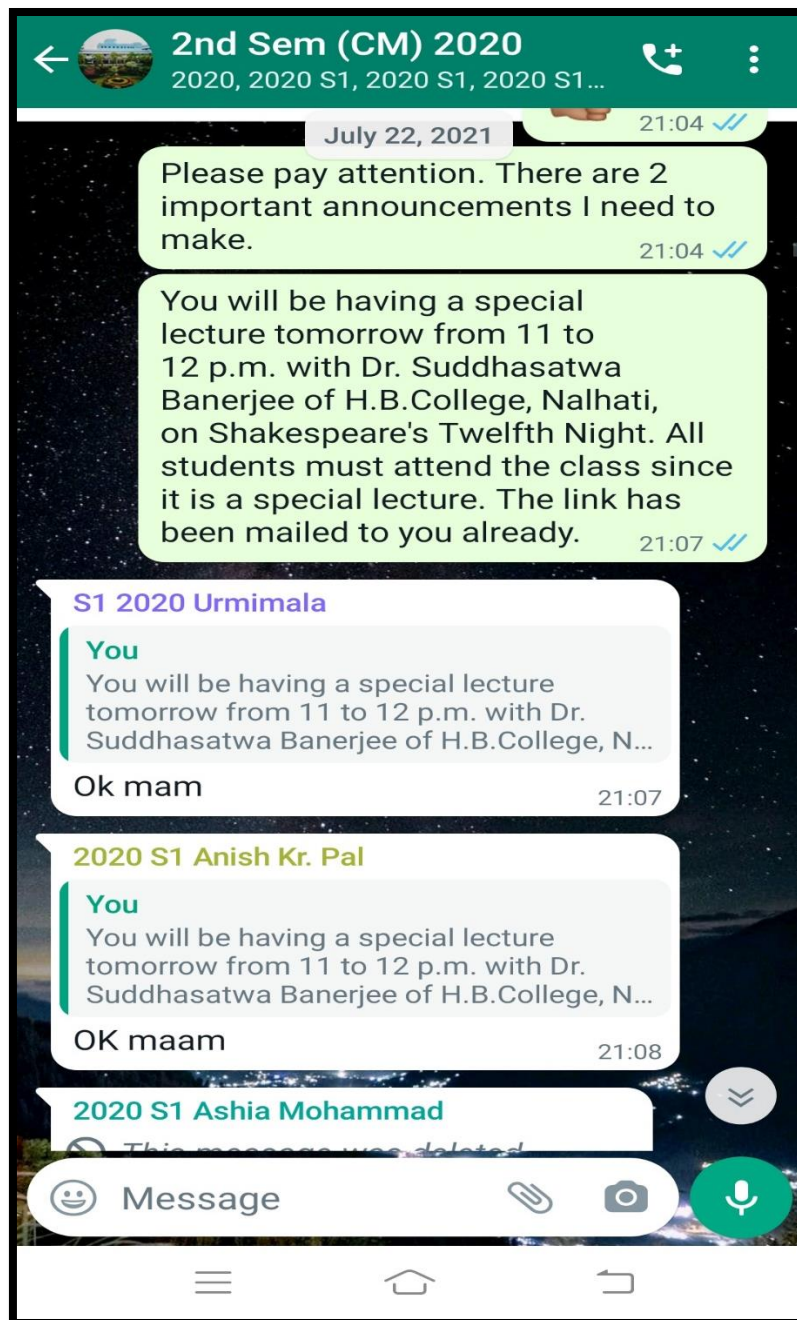 2nd Sem (CM) 2020
2020, 2020 S1, 2020 S1, 2020 S1...
21:04
July 22, 2021
Please pay attention. There are 2
important announcements I need to
make.
21:04
You will be having a special
lecture tomorrow from 11 to
12 p.m. with Dr. Suddhasatwa
Banerjee of H.B.College, Nalhati,
on Shakespeare's Twelfth Night. All
students must attend the class since
it is a special lecture. The link has
been mailed to you already.
21:07
S1 2020 Urmimala
You
You will be having a special lecture
tomorrow from 11 to 12 p.m. with Dr.
Suddhasatwa Banerjee of H.B.College, N...
Ok mam
21:07
2020 S1 Anish Kr. Pal
You
You will be having a special lecture
tomorrow from 11 to 12 p.m. with Dr.
Suddhasatwa Banerjee of H.B.College, N...
OK maam
21:08
2020 S1 Ashia Mohammad
This message was deleted
Message